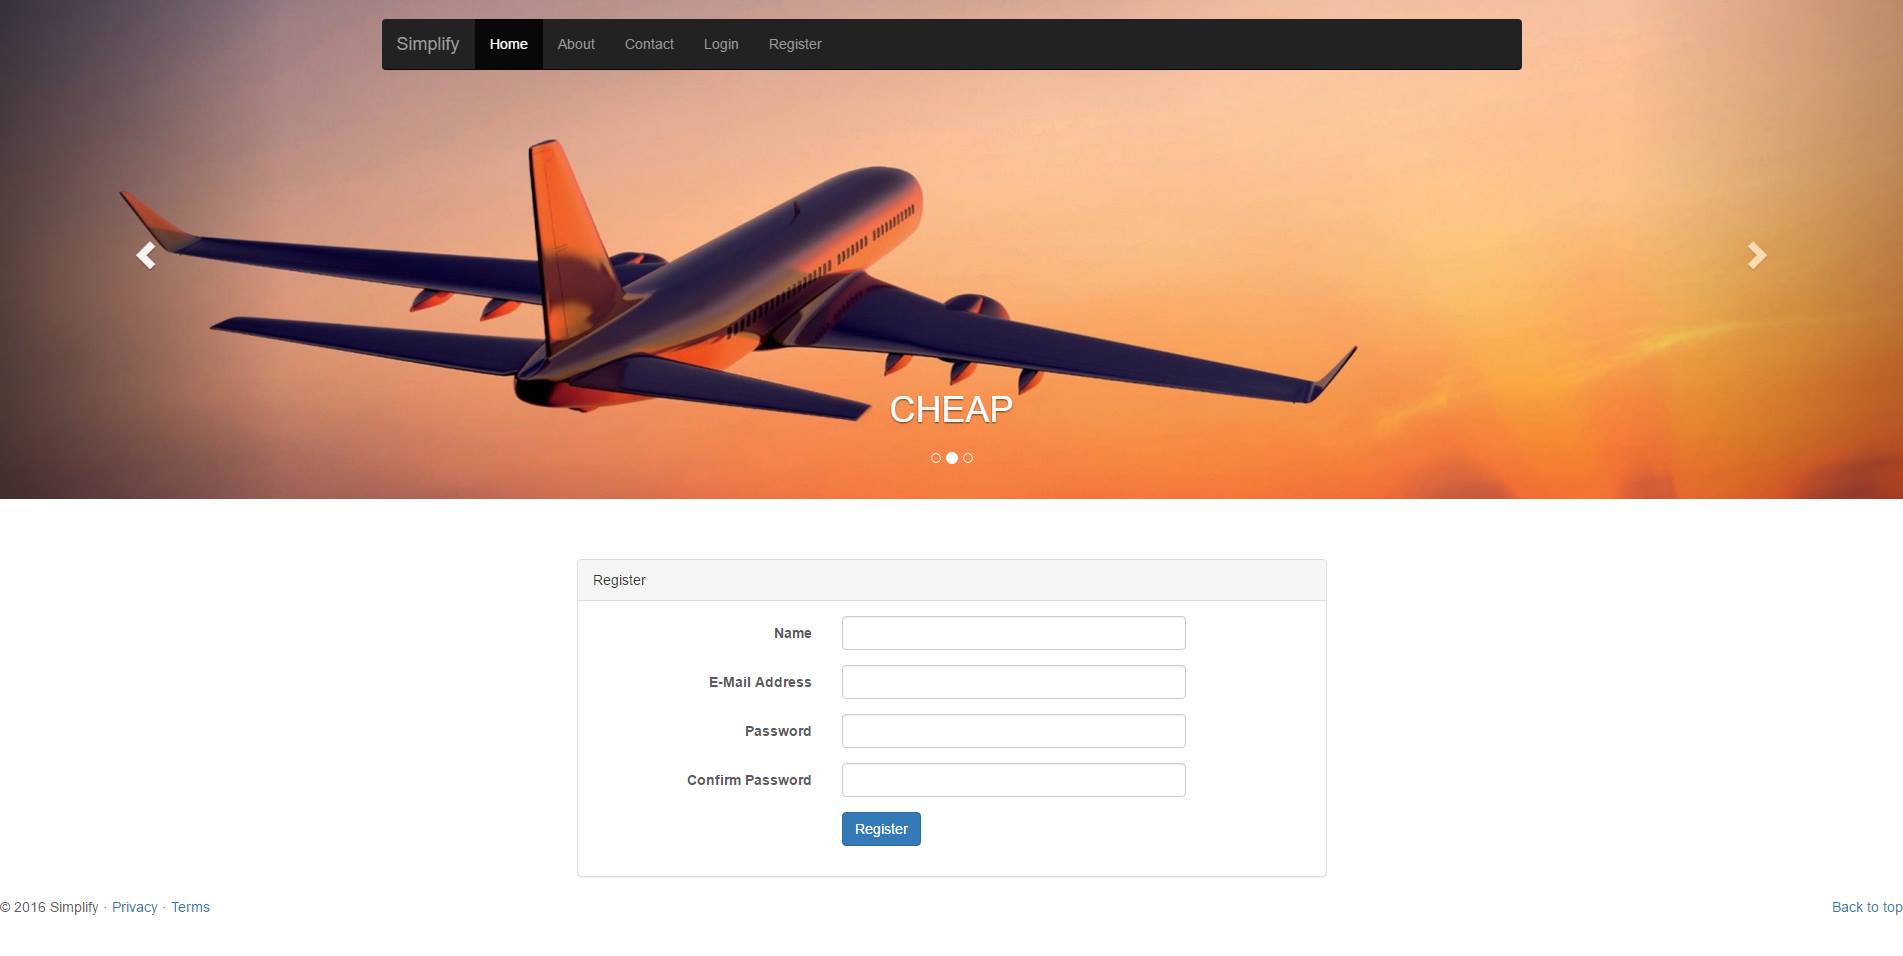 Simplify Home About Contact Login Register
CHEAP
Register
Name
E-Mail Address
Password
Confirm Password
Register
© 2016 Simplify · Privacy · Terms Back to top